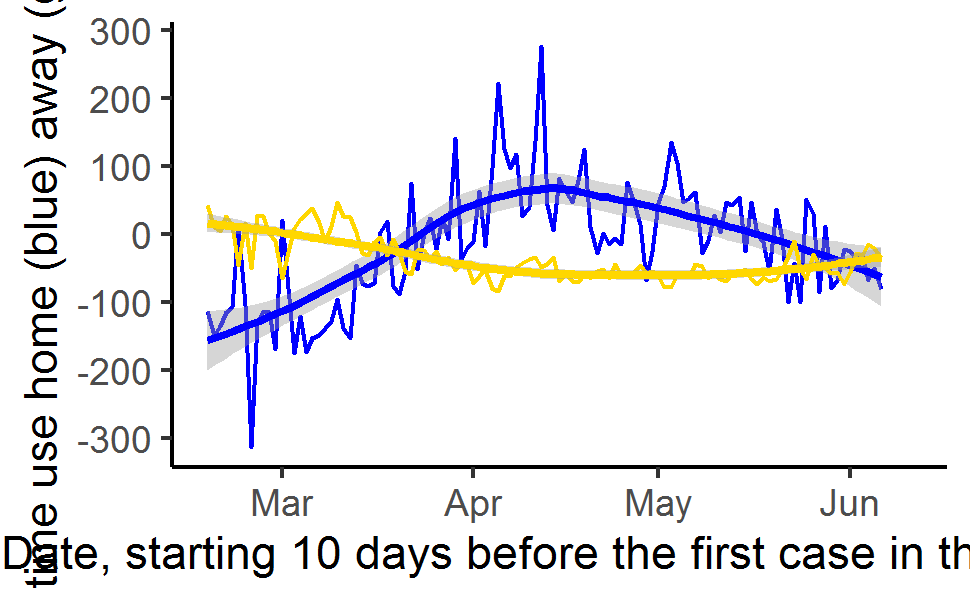 300
200
100
0
-100
-200
-300
time use home (blue) away (
Mar Apr May Jun
Date, starting 10 days before the first case in th